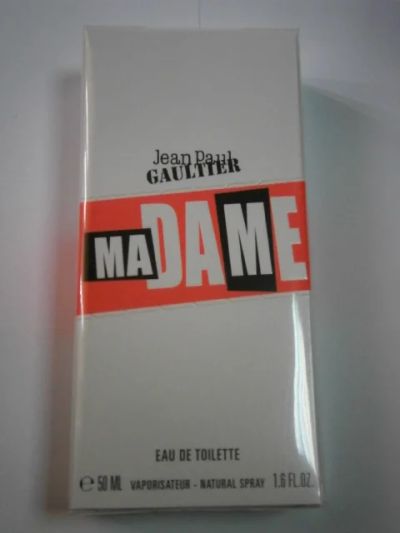 Jean Paul
GAULTIER
MADAME
EAU DE TOILETTE
℮ 50 ML VAPORISATEUR - NATURAL SPRAY 1.6 FL.OZ.